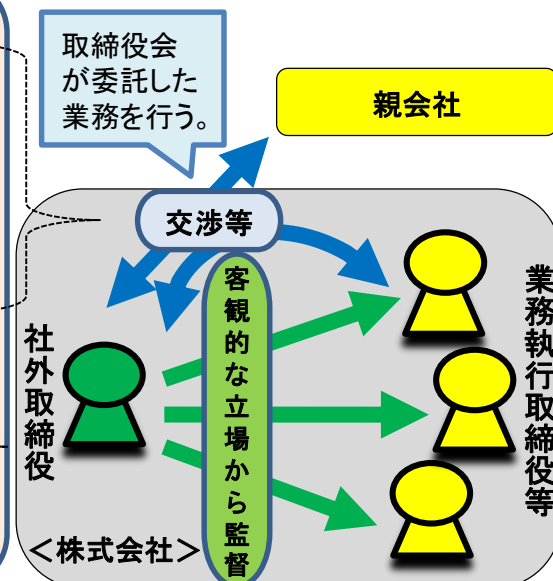 取締役会
が委託した
業務を行う。
親会社
交渉等
客観的な立場から監督
社外取締役
業務執行取締役等
＜株式会社＞